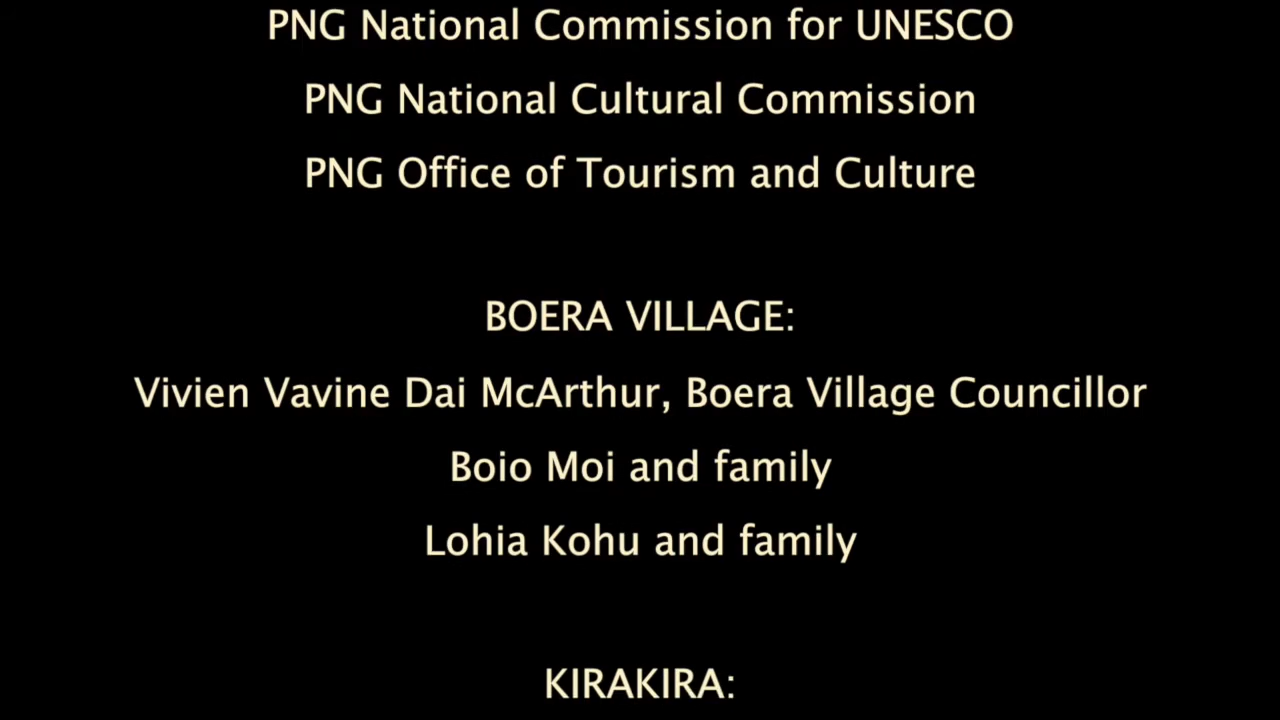 PNG National Commission for UNESCO
PNG National Cultural Commission
PNG Office of Tourism and Culture
BOERA VILLAGE:
Vivien Vavine Dai McArthur, Boera Village Councillor
Boio Moi and family
Lohia Kohu and family
KIRAKIRA: